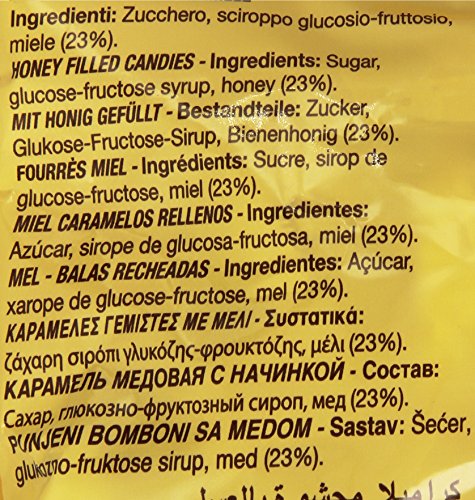 Ingredienti: Zucchero, sciroppo glucosio-fruttosio,
miele (23%).
HONEY FILLED CANDIES - Ingredients: Sugar,
glucose-fructose syrup, honey (23%).
MIT HONIG GEFÜLLT - Bestandteile: Zucker,
Glukose-Fructose-Sirup, Bienenhonig (23%).
FOURRÈS MIEL - Ingrédients: Sucre, sirop de
glucose-fructose, miel (23%).
MIEL CARAMELOS RELLENOS - Ingredientes:
Azúcar, sirope de glucosa-fructosa, miel (23%).
MEL - BALAS RECHEADAS - Ingredientes: Açúcar,
xarope de glucose-fructose, mel (23%).
ΚΑΡΑΜΕΛΕΣ ΓΕΜΙΣΤΕΣ ΜΕ ΜΕΛΙ - Συστατικά:
ζάχαρη σιρόπι γλυκόζης-φρουκτόζης, μέλι (23%).
КАРАМЕЛЬ МЕДОВАЯ С НАЧИНКОЙ - Состав:
Сахар, глюкозно-фруктозный сироп, мед (23%).
PUNJENI BOMBONI SA MEDOM - Sastav: Šećer,
glukozno-fruktose sirup, med (23%).